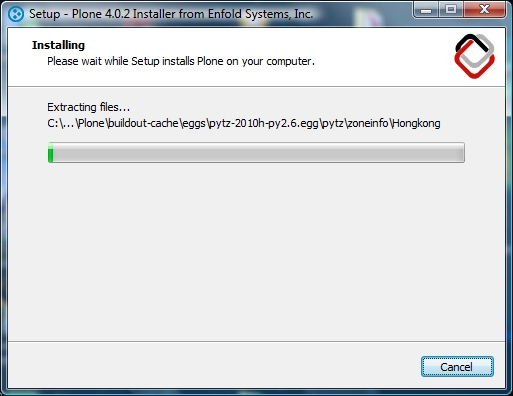 Setup - Plone 4.0.2 Installer from Enfold Systems, Inc.
Installing
Please wait while Setup installs Plone on your computer.
Extracting files...
C:\...\Plone\buildout-cache\eggs\pytz-2010h-py2.6.egg\pytz\zoneinfo\Hongkong
Cancel